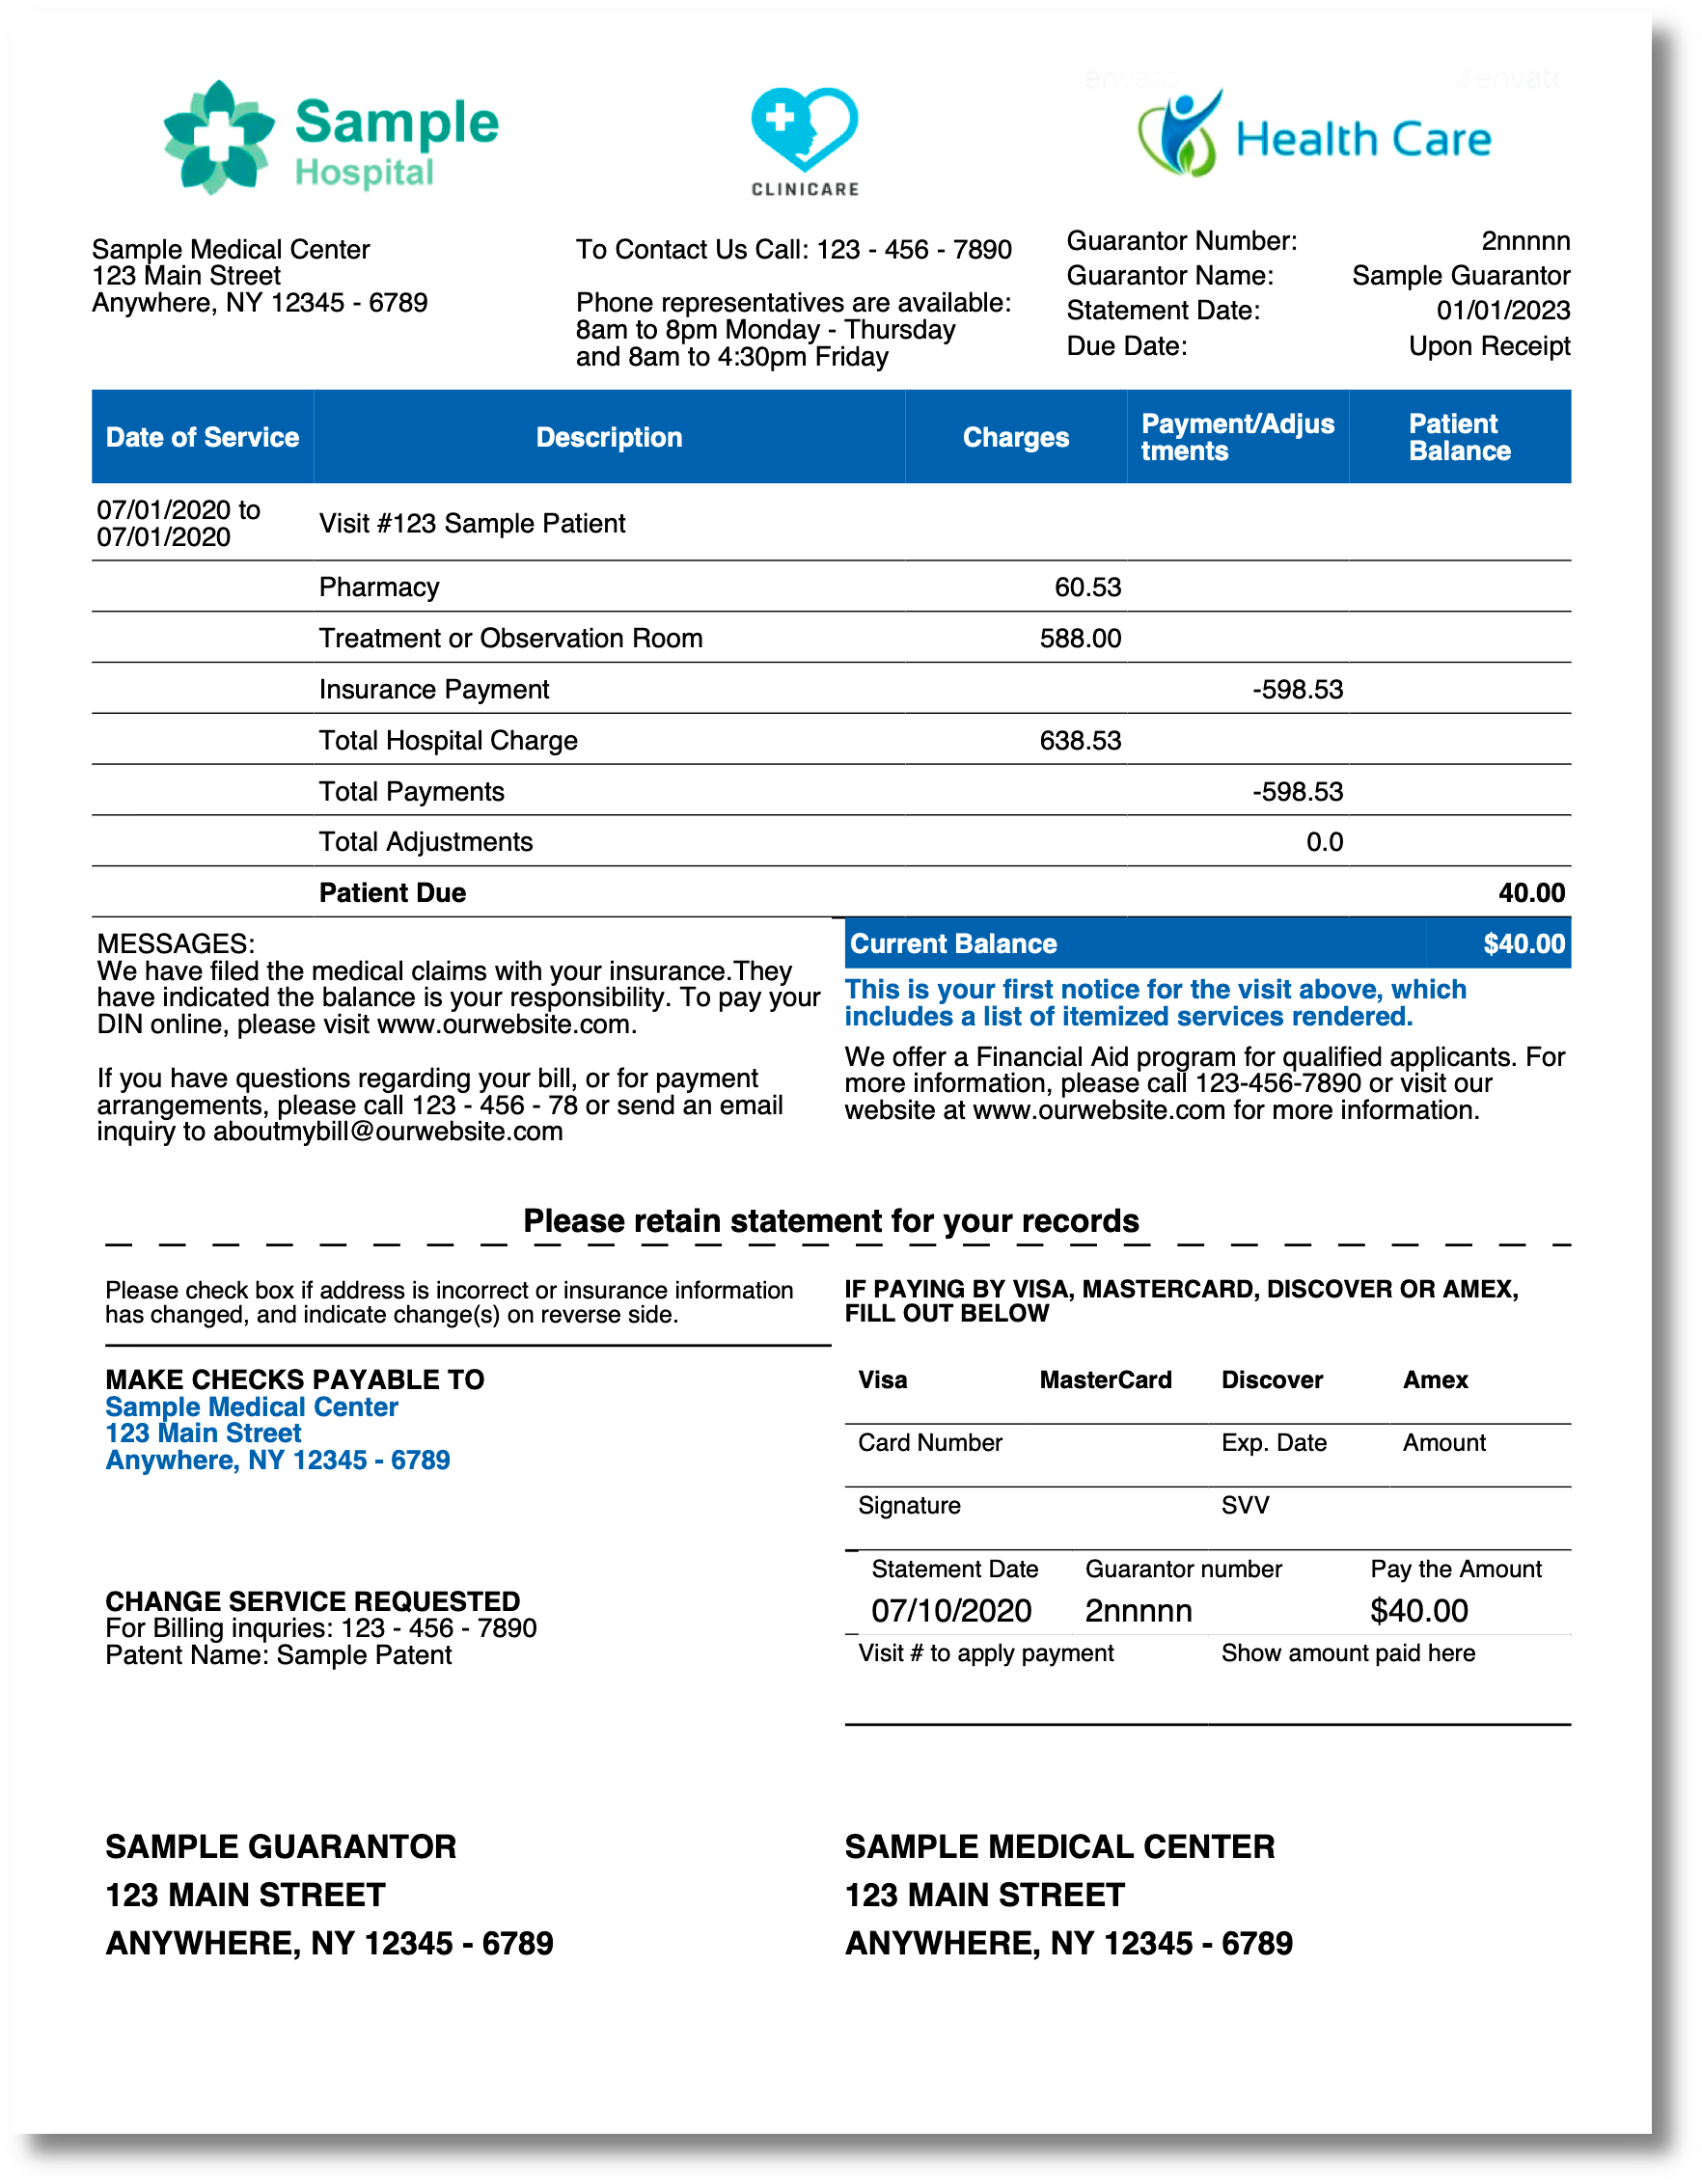 Sample
Hospital
CLINICARE
Health Care
Sample Medical Center
123 Main Street
Anywhere, NY 12345 - 6789
To Contact Us Call: 123 - 456 - 7890
Phone representatives are available:
8am to 8pm Monday - Thursday
and 8am to 4:30pm Friday
Guarantor Number: 2nnnnn
Guarantor Name: Sample Guarantor
Statement Date: 01/01/2023
Due Date: Upon Receipt
Date of Service Description Charges Payment/Adjus Patient
tments Balance
07/01/2020 to
07/01/2020 Visit #123 Sample Patient
Pharmacy 60.53
Treatment or Observation Room 588.00
Insurance Payment -598.53
Total Hospital Charge 638.53
Total Payments -598.53
Total Adjustments 0.0
Patient Due 40.00
MESSAGES:
We have filed the medical claims with your insurance.They
have indicated the balance is your responsibility. To pay your
DIN online, please visit www.ourwebsite.com.
If you have questions regarding your bill, or for payment
arrangements, please call 123 - 456 - 78 or send an email
inquiry to aboutmybill@ourwebsite.com
Current Balance $40.00
This is your first notice for the visit above, which
includes a list of itemized services rendered.
We offer a Financial Aid program for qualified applicants. For
more information, please call 123-456-7890 or visit our
website at www.ourwebsite.com for more information.
Please retain statement for your records
Please check box if address is incorrect or insurance information
has changed, and indicate change(s) on reverse side.
MAKE CHECKS PAYABLE TO
Sample Medical Center
123 Main Street
Anywhere, NY 12345 - 6789
CHANGE SERVICE REQUESTED
For Billing inquries: 123 - 456 - 7890
Patent Name: Sample Patent
IF PAYING BY VISA, MASTERCARD, DISCOVER OR AMEX,
FILL OUT BELOW
Visa MasterCard Discover Amex
Card Number Exp. Date Amount
Signature SVV
Statement Date Guarantor number Pay the Amount
07/10/2020 2nnnnn $40.00
Visit # to apply payment Show amount paid here
SAMPLE GUARANTOR
123 MAIN STREET
ANYWHERE, NY 12345 - 6789
SAMPLE MEDICAL CENTER
123 MAIN STREET
ANYWHERE, NY 12345 - 6789